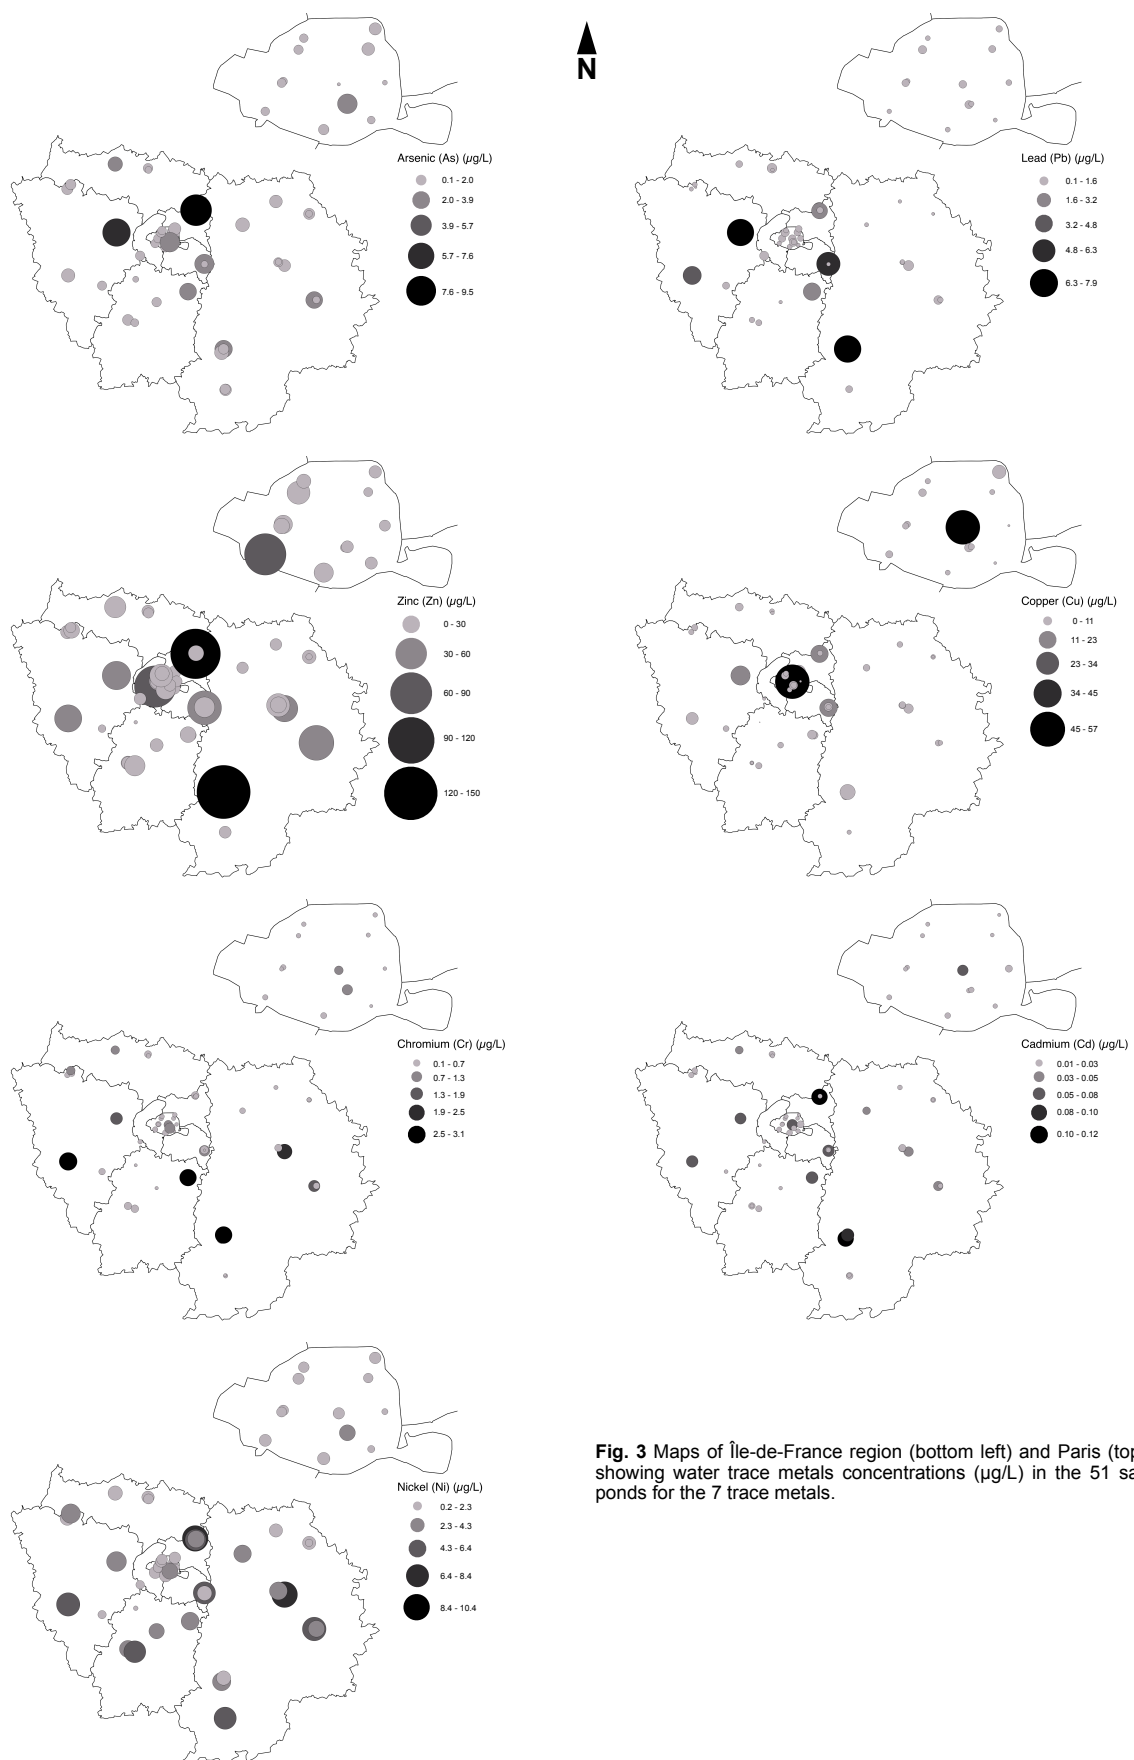 N
Arsenic (As) (µg/L)
0.1 - 2.0
2.0 - 3.9
3.9 - 5.7
5.7 - 7.6
7.6 - 9.5
Lead (Pb) (µg/L)
0.1 - 1.6
1.6 - 3.2
3.2 - 4.8
4.8 - 6.3
6.3 - 7.9
Zinc (Zn) (µg/L)
0 - 30
30 - 60
60 - 90
90 - 120
120 - 150
Copper (Cu) (µg/L)
0 - 11
11 - 23
23 - 34
34 - 45
45 - 57
Chromium (Cr) (µg/L)
0.1 - 0.7
0.7 - 1.3
1.3 - 1.9
1.9 - 2.5
2.5 - 3.1
Cadmium (Cd) (µg/L)
0.01 - 0.03
0.03 - 0.05
0.05 - 0.08
0.08 - 0.10
0.10 - 0.12
Nickel (Ni) (µg/L)
0.2 - 2.3
2.3 - 4.3
4.3 - 6.4
6.4 - 8.4
8.4 - 10.4
Fig. 3 Maps of Île-de-France region (bottom left) and Paris (top
showing water trace metals concentrations (µg/L) in the 51 sa
ponds for the 7 trace metals.